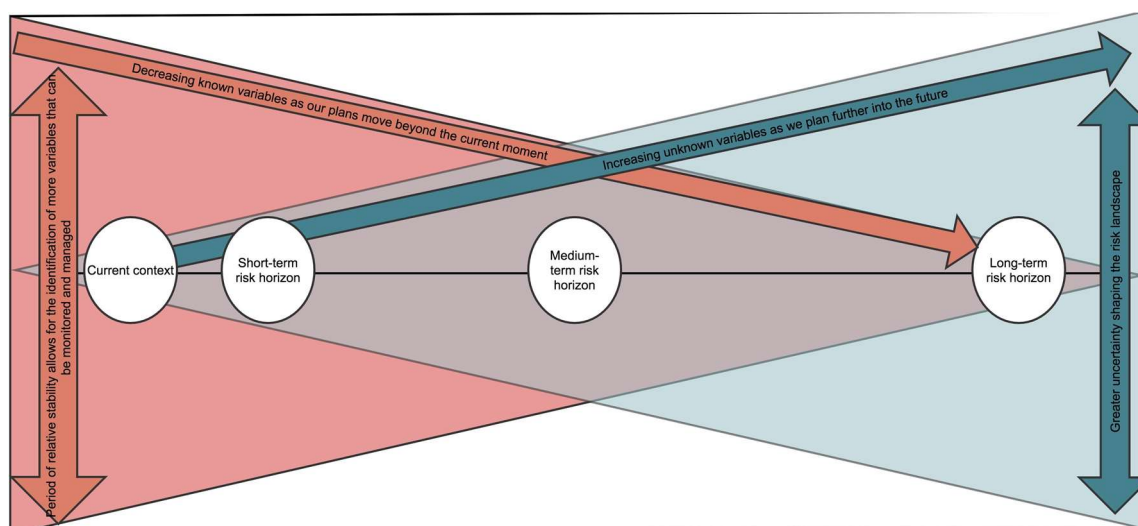 Decreasing known variables as our plans move beyond the current moment
Increasing unknown variables as we plan further into the future
Period of relative stability allows for the identification of more variables that can
be monitored and managed
Current context
Short-term
risk horizon
Medium-
term risk
horizon
Long-term
risk horizon
Greater uncertainty shaping the risk landscape